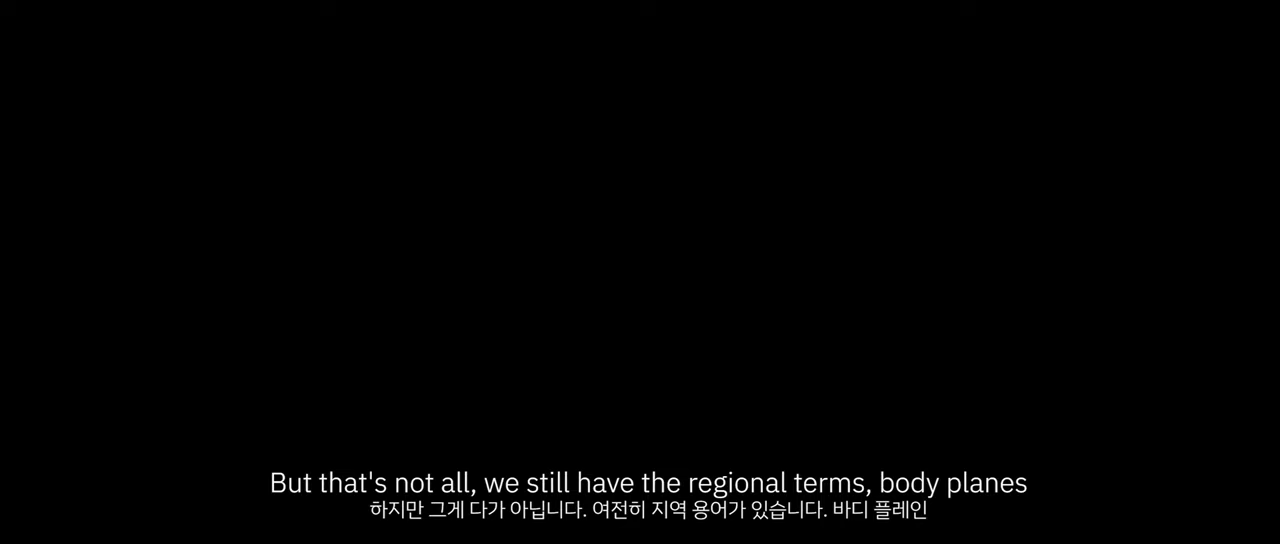 But that's not all, we still have the regional terms, body planes
하지만 그게 다가 아닙니다. 여전히 지역 용어가 있습니다. 바디 플레인